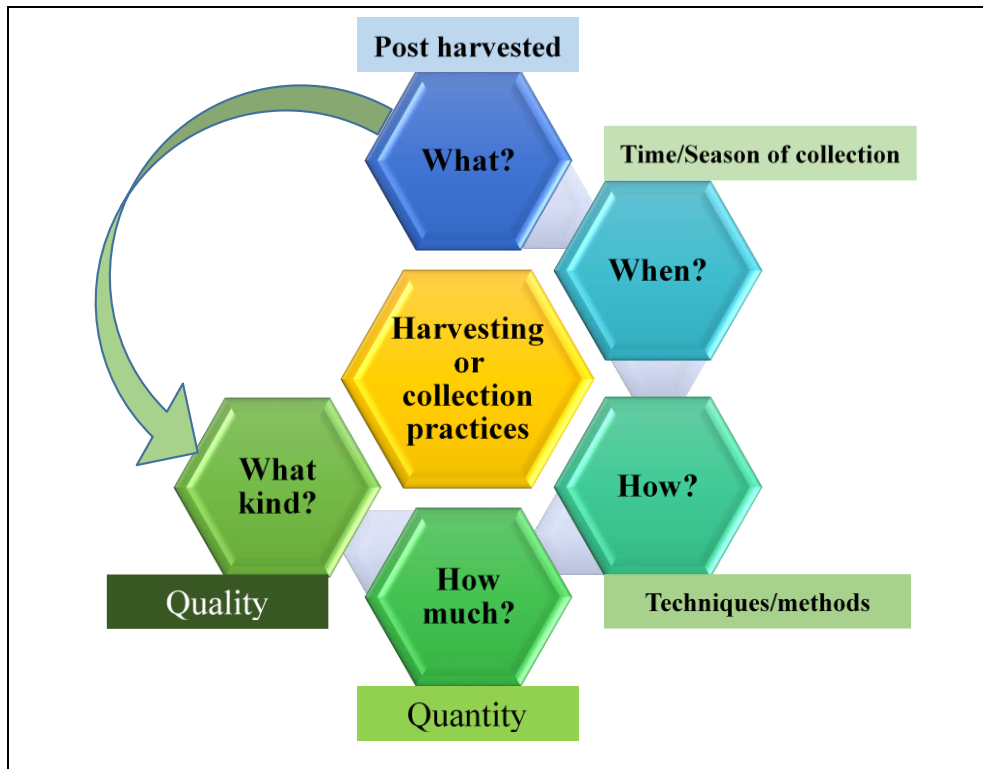 Post harvested
What?
Time/Season of collection
When?
Harvesting
or
collection
practices
What
kind?
How?
Quality
How
much?
Techniques/methods
Quantity